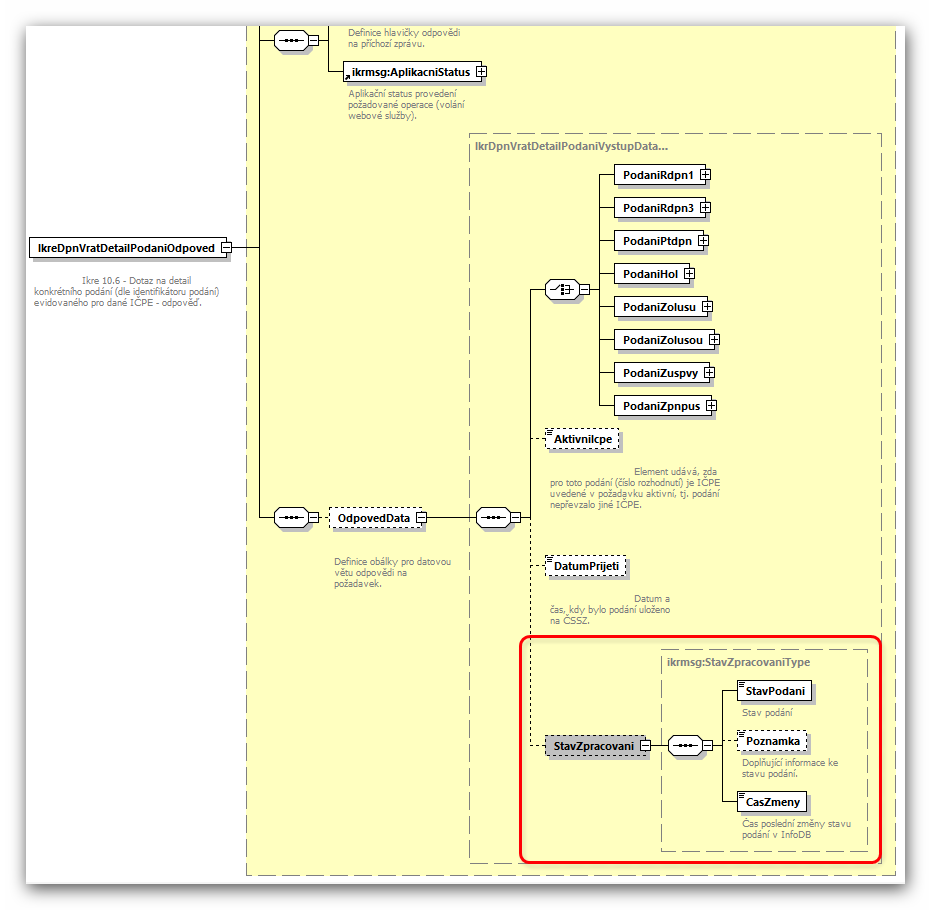 Definice hlavičky odpovědi
na příchozí zprávu.
ikrmsg:AplikacniStatus
Aplikační status provedení
požadované operace (volání
webové služby).
IkrDpnVratDetailPodaniVystupData...
PodaniRdpn1
PodaniRdpn3
PodaniPtdpn
PodaniHol
PodaniZolusu
PodaniZolusou
PodaniZuspvy
PodaniZpnpus
IkreDpnVratDetailPodaniOdpoved
Ikre 10.6 - Dotaz na detail
konkrétního podání (dle identifikátoru podání)
evidovaného pro dané IČPE - odpověď.
AktivniIcpe
Element udává, zda
pro toto podání (číslo rozhodnutí) je IČPE
uvedené v požadavku aktivní, tj. podání
nepřevzalo jiné IČPE.
OdpovedData
Definice obálky pro datovou
větu odpovědi na
požadavek.
DatumPrijeti
Datum a
čas, kdy bylo podání uloženo
na ČSSZ.
ikrmsg:StavZpracovaniType
StavZpracovani
StavPodani
Stav podání
Poznamka
Doplňující informace ke
stavu podání.
CasZmeny
Čas poslední změny stavu
podání v InfoDB